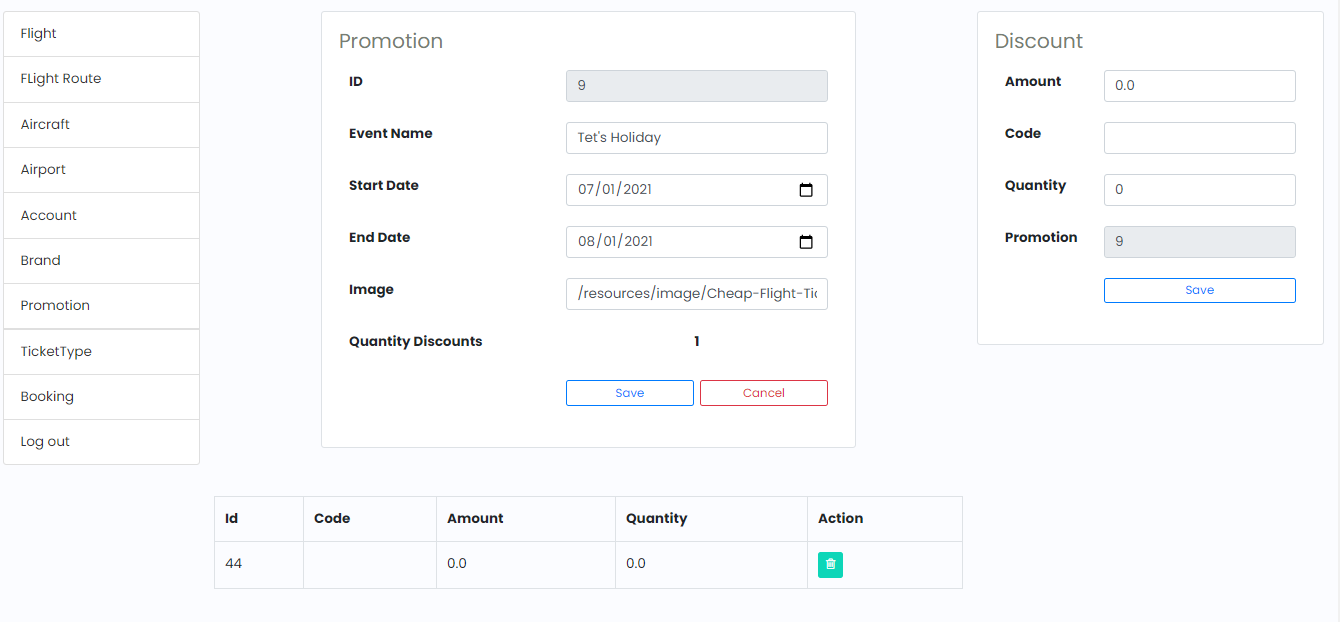 Flight
FLight Route
Aircraft
Airport
Account
Brand
Promotion
TicketType
Booking
Log out
Promotion
ID 9
Event Name Tet's Holiday
Start Date 07/01/2021
End Date 08/01/2021
Image /resources/image/Cheap-Flight-Tic
Quantity Discounts 1
Save Cancel
Discount
Amount 0.0
Code
Quantity 0
Promotion 9
Save
Id Code Amount Quantity Action
44 0.0 0.0